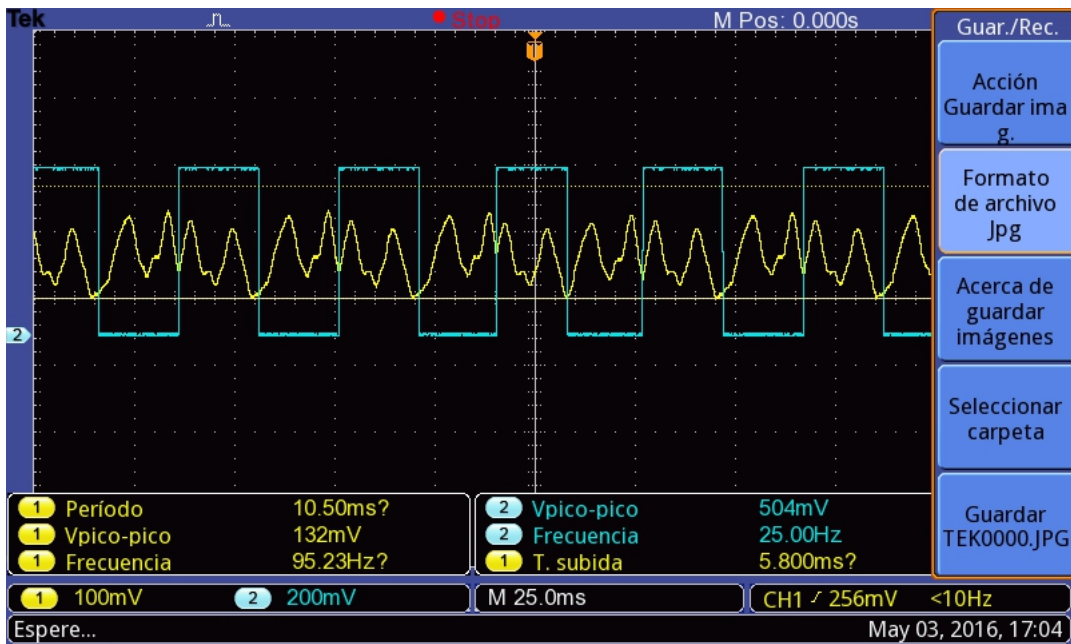 Tek Stop M Pos: 0.000s
T
2
Guar./Rec.
Acción
Guardar ima
g.
Formato
de archivo
Jpg
Acerca de
guardar
imágenes
Seleccionar
carpeta
Guardar
TEK0000.JPG
1 Período 10.50ms?
1 Vpico-pico 132mV
1 Frecuencia 95.23Hz?
2 Vpico-pico 504mV
2 Frecuencia 25.00Hz
1 T. subida 5.800ms?
1 100mV 2 200mV M 25.0ms CH1 256mV <10Hz
Espere... May 03, 2016, 17:04